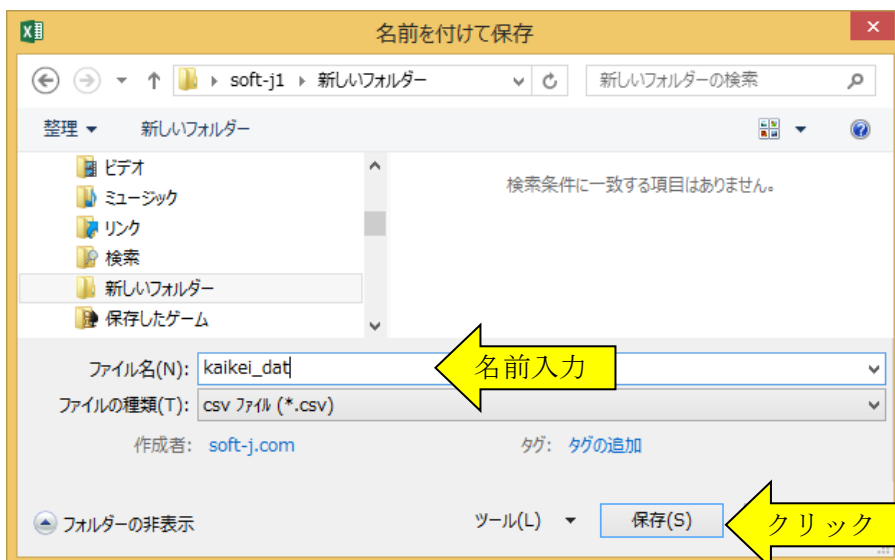 名前を付けて保存
soft-j1 新しいフォルダー 新しいフォルダーの検索
整理 新しいフォルダー
ビデオ
ミュージック
リンク
検索
新しいフォルダー
保存したゲーム
検索条件に一致する項目はありません。
ファイル名(N): kaikei_dat 名前入力
ファイルの種類(T): csv ファイル (*.csv)
作成者: soft-j.com タグ: タグの追加
フォルダーの非表示 ツール(L) 保存(S) クリック